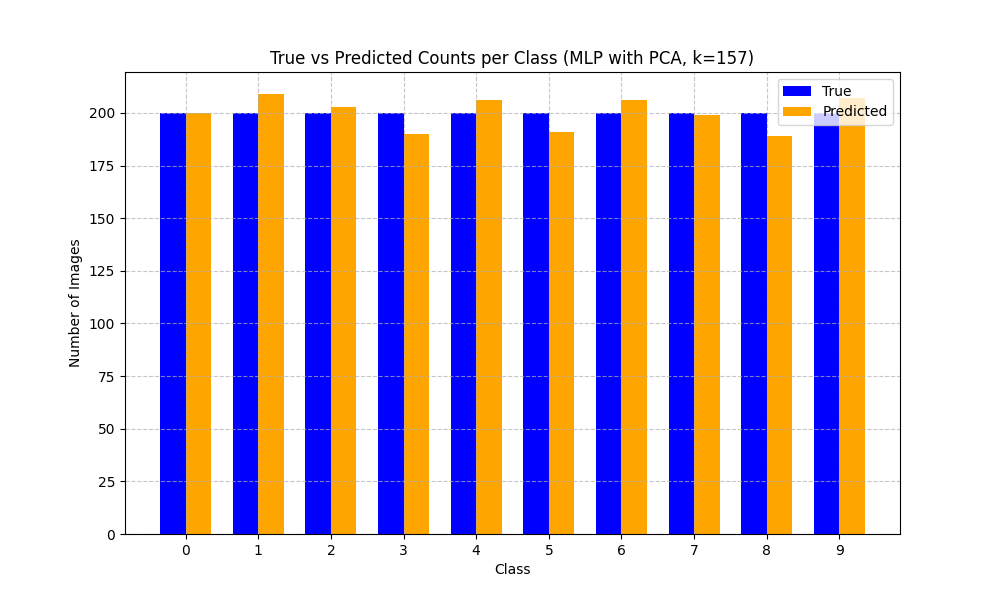 True vs Predicted Counts per Class (MLP with PCA, k=157)
True
Predicted
Number of Images
200
175
150
125
100
75
50
25
0
0 1 2 3 4 5 6 7 8 9
Class